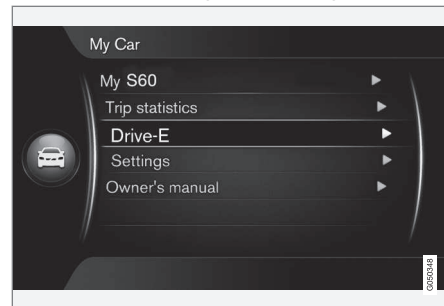 My Car
My S60
Trip statistics
Drive-E
Settings
Owner's manual
G050348